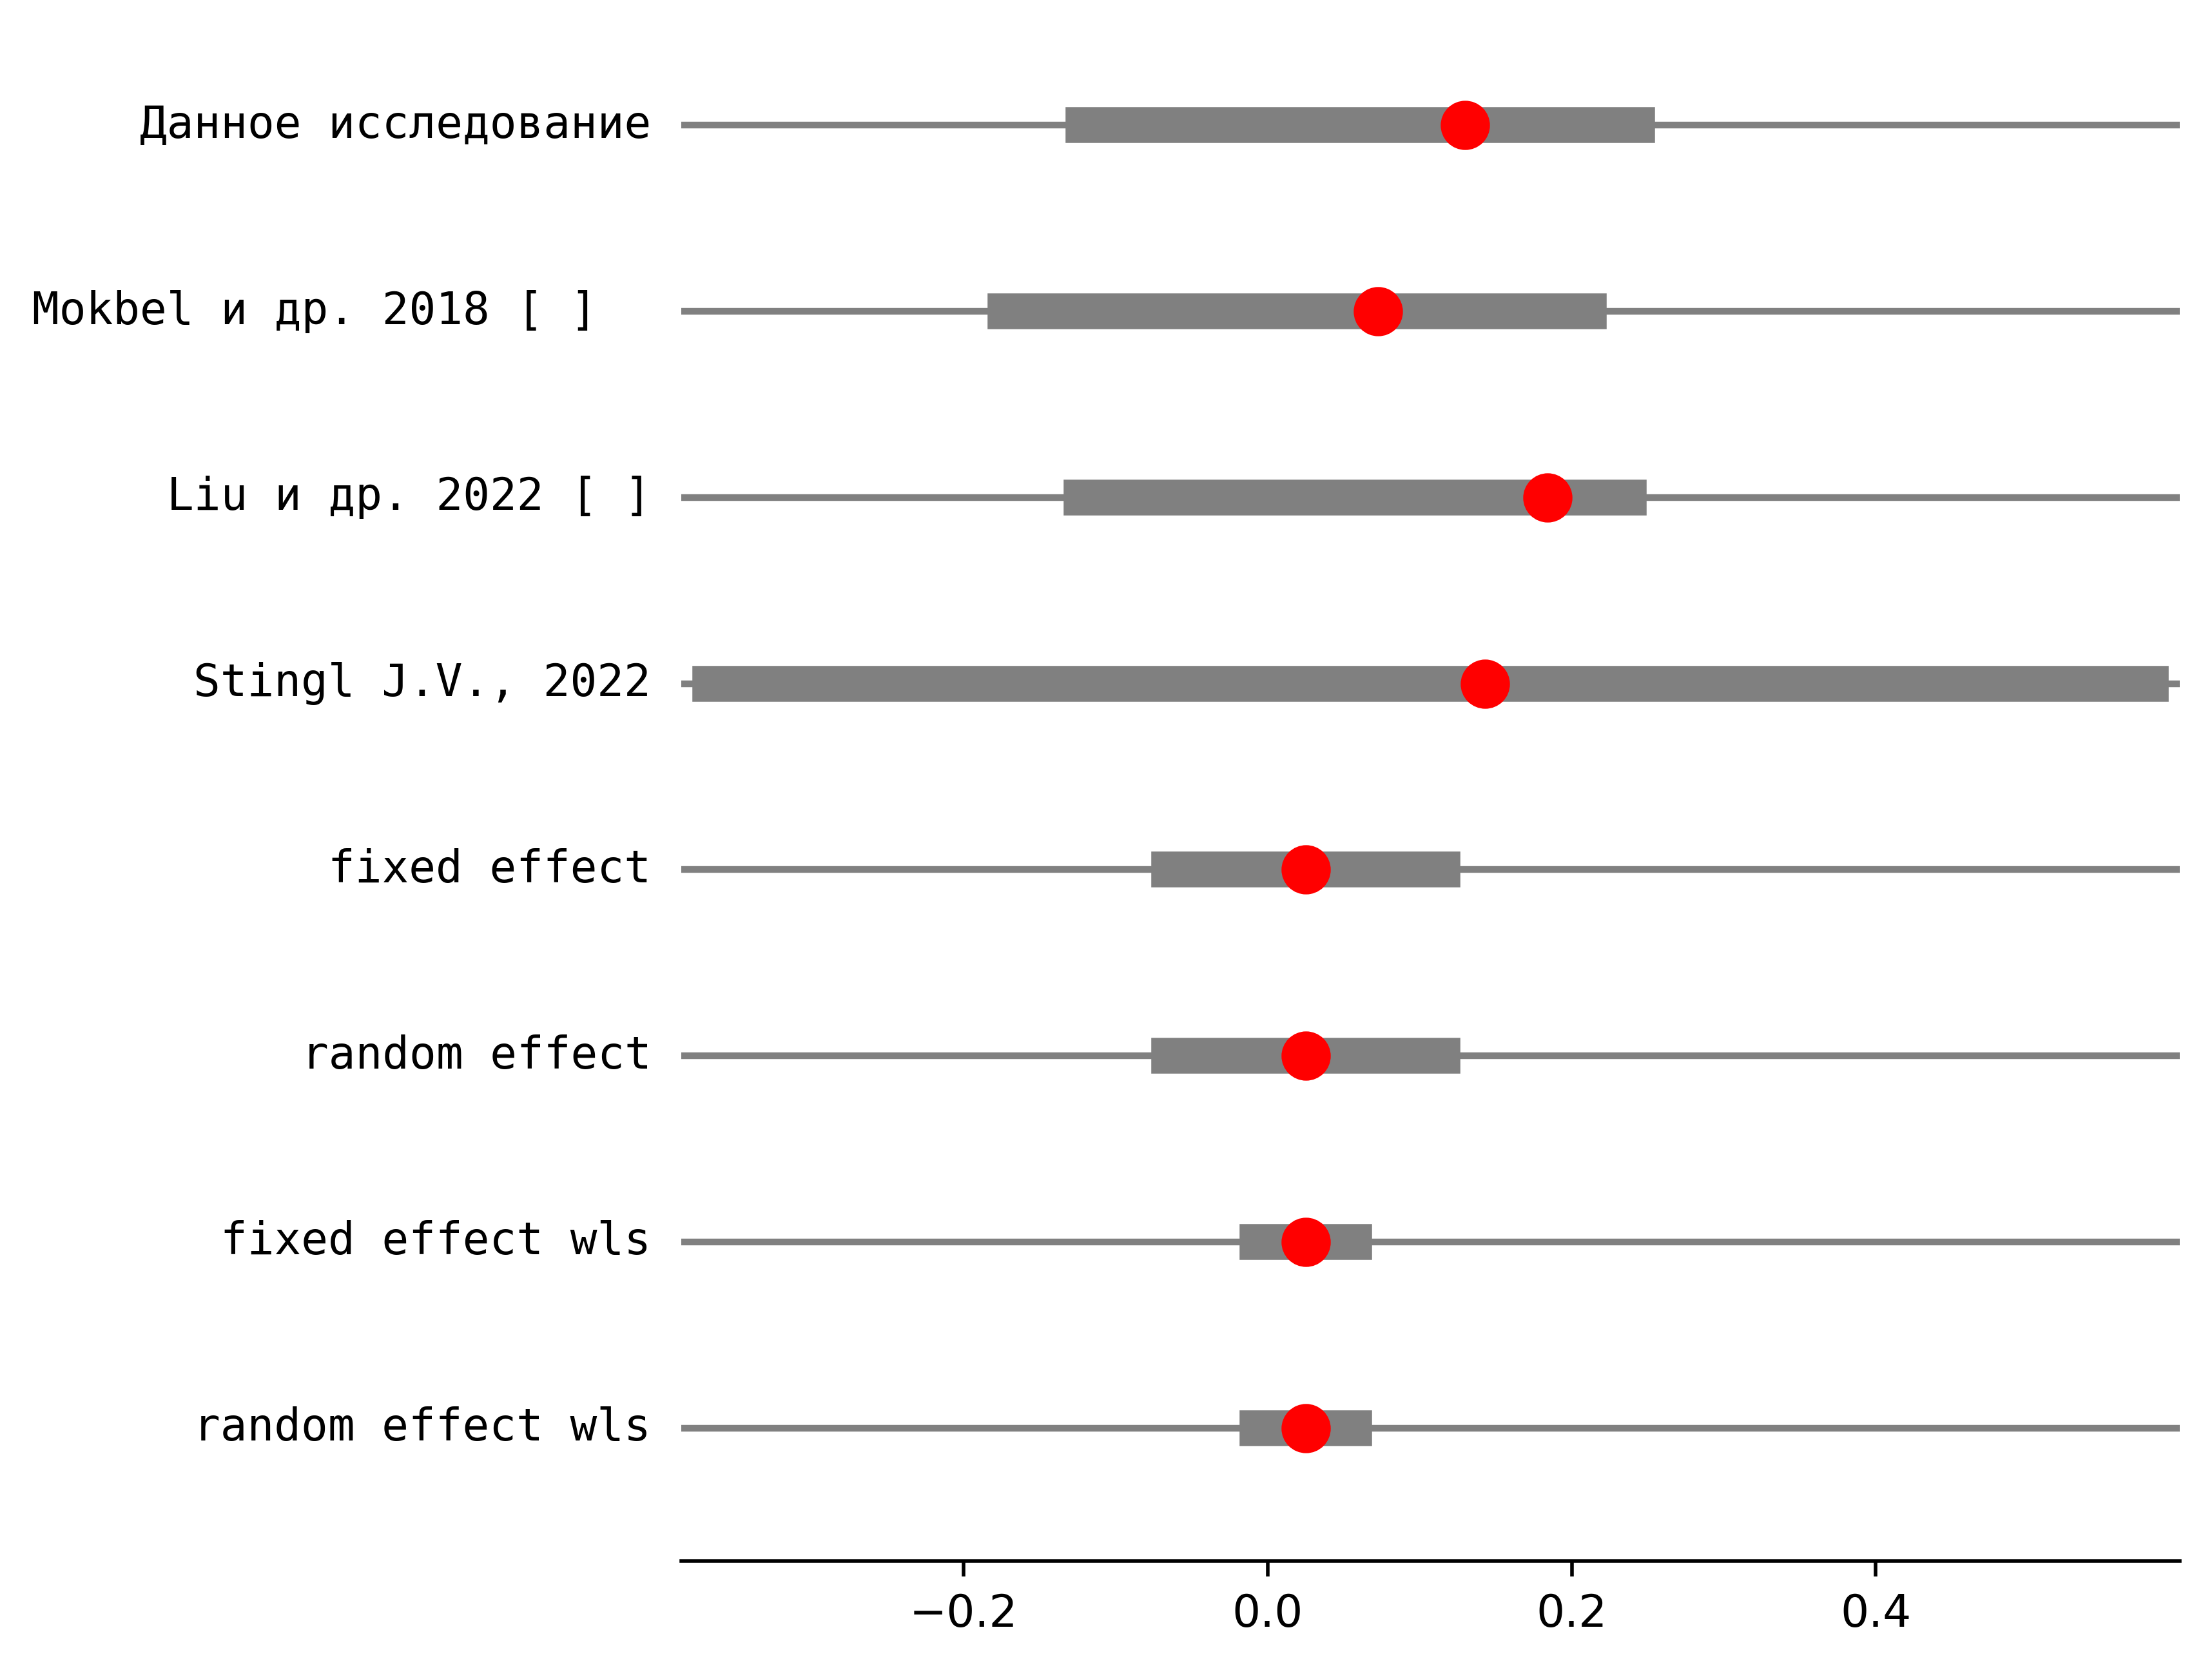 Данное исследование
Mokbel и др. 2018 [ ]
Liu и др. 2022 [ ]
Stingl J.V., 2022
fixed effect
random effect
fixed effect wls
random effect wls
−0.2 0.0 0.2 0.4